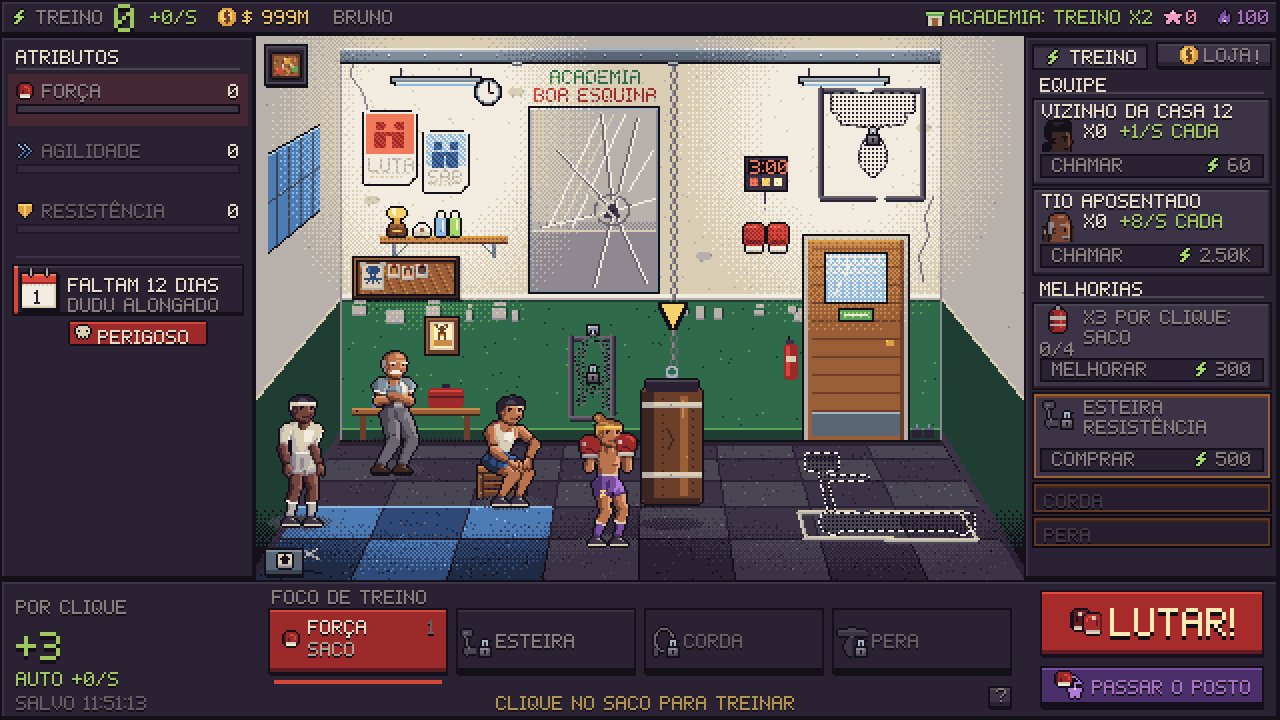 TREINO 0 +0/S $ 999M BRUNO
ACADEMIA: TREINO X2 0 100
ATRIBUTOS
FORÇA 0
AGILIDADE 0
RESISTÊNCIA 0
1
FALTAM 12 DIAS
DUDU ALONGADO
PERIGOSO
ACADEMIA
BOA ESQUINA
LUTA
SAB
3:00
TREINO
LOJA!
EQUIPE
VIZINHO DA CASA 12
X0 +1/S CADA
CHAMAR 60
TIO APOSENTADO
X0 +8/S CADA
CHAMAR 2.50K
MELHORIAS
X3 POR CLIQUE:
SACO
0/4
MELHORAR 300
ESTEIRA
RESISTÊNCIA
COMPRAR 500
CORDA
PERA
POR CLIQUE
+3
AUTO +0/S
SALVO 11:51:13
FOCO DE TREINO
FORÇA 1
SACO
ESTEIRA
CORDA
PERA
CLIQUE NO SACO PARA TREINAR
?
LUTAR!
PASSAR O POSTO